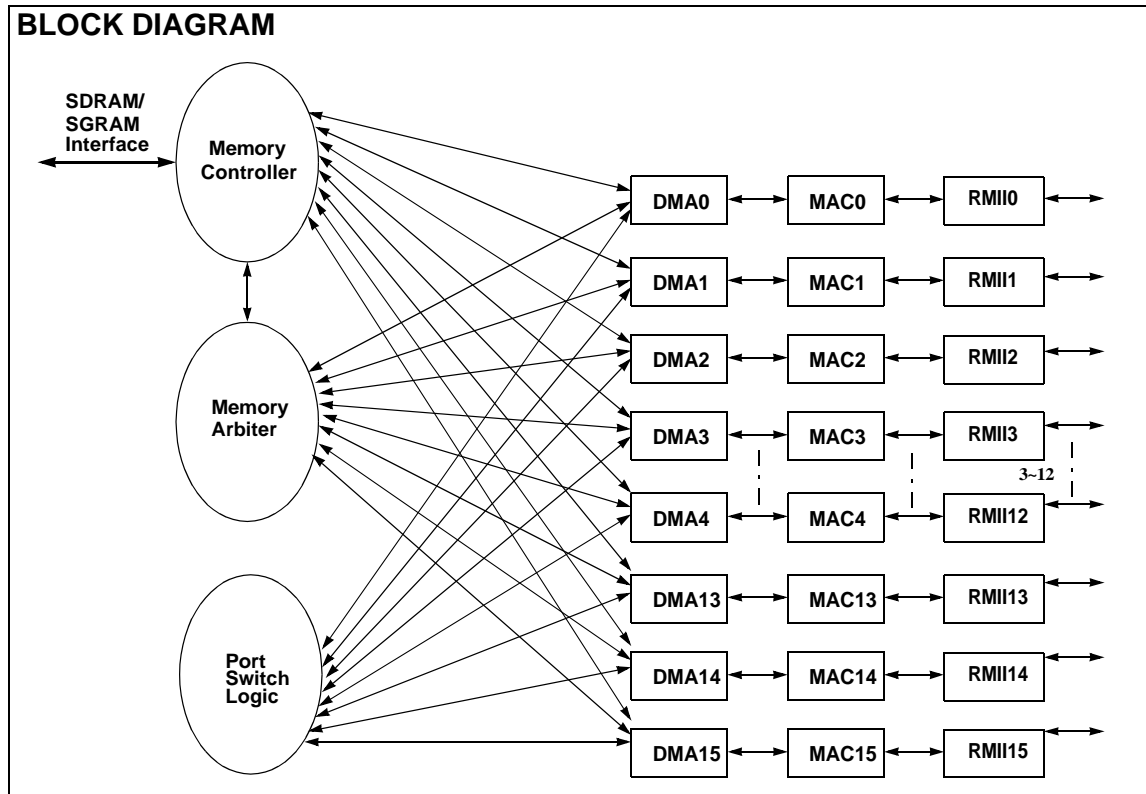 BLOCK DIAGRAM
SDRAM/
SGRAM
Interface
Memory
Controller
Memory
Arbiter
Port
Switch
Logic
DMA0 MAC0 RMII0
DMA1 MAC1 RMII1
DMA2 MAC2 RMII2
DMA3 MAC3 RMII3
3~12
DMA4 MAC4 RMII12
DMA13 MAC13 RMII13
DMA14 MAC14 RMII14
DMA15 MAC15 RMII15